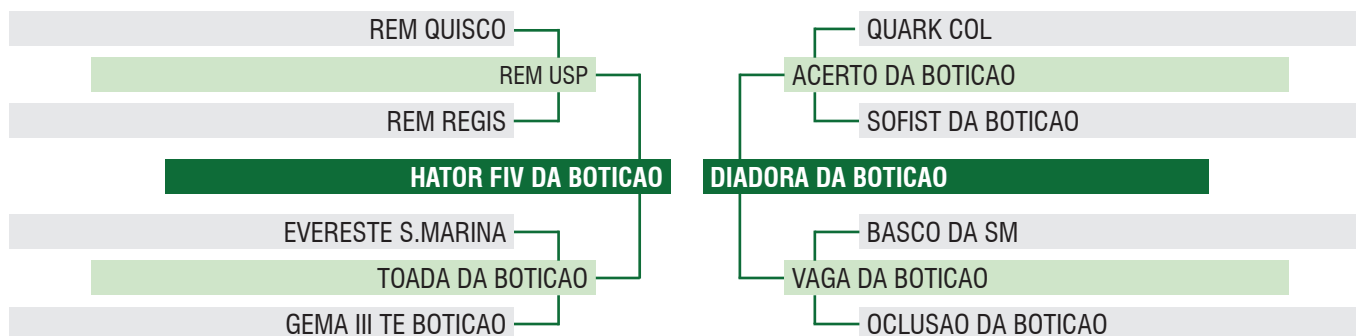 REM QUISCO
REM USP
REM REGIS
HATOR FIV DA BOTICAO
EVERESTE S.MARINA
TOADA DA BOTICAO
GEMA III TE BOTICAO
QUARK COL
ACERTO DA BOTICAO
SOFIST DA BOTICAO
DIADORA DA BOTICAO
BASCO DA SM
VAGA DA BOTICAO
OCLUSAO DA BOTICAO